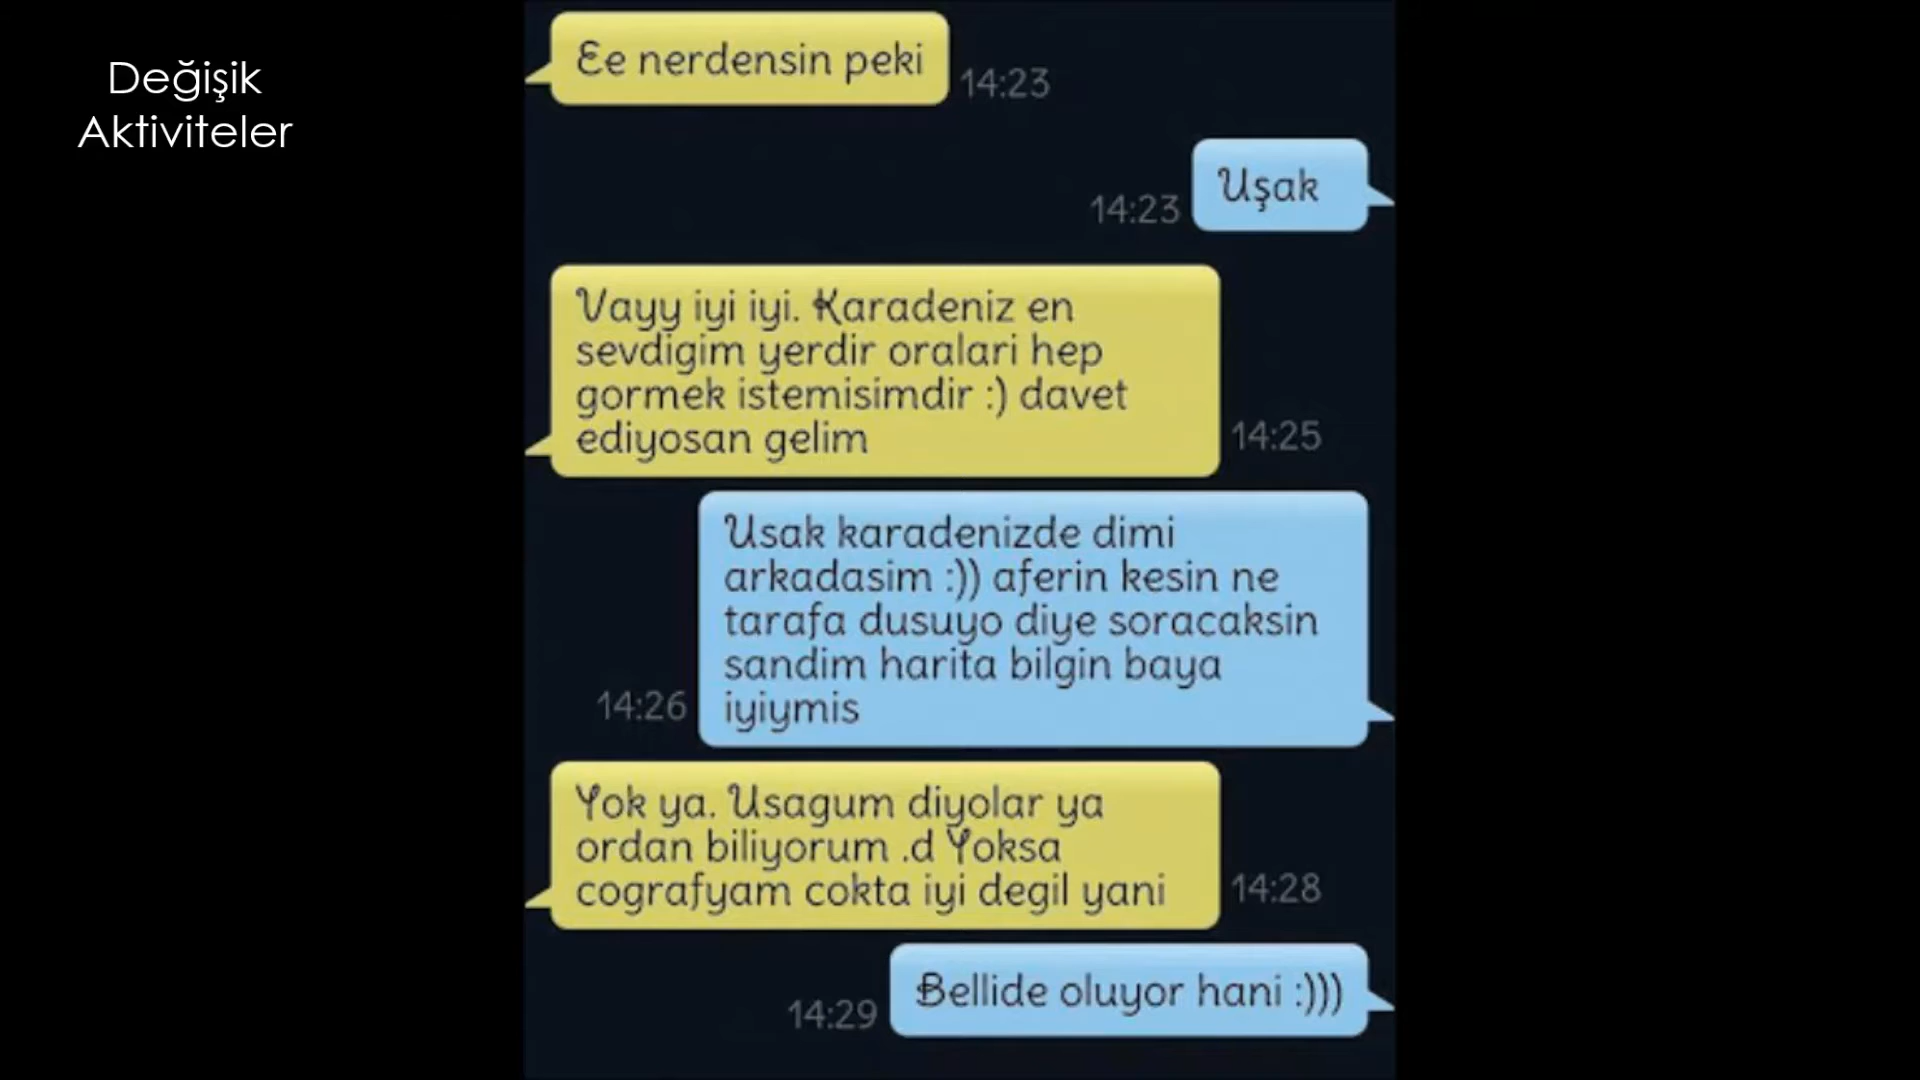 Değişik
Aktiviteler
Ee nerdensin peki
14:23
Uşak
14:23
Vayy iyi iyi. Karadeniz en
sevdigim yerdir oralari hep
gormek istemisimdir :) davet
ediyosan gelim
14:25
Usak karadenizde dimi
arkadasim :)) aferin kesin ne
tarafa dusuyo diye soracaksin
sandim harita bilgin baya
iyiymis
14:26
Yok ya. Usagum diyolar ya
ordan biliyorum .d Yoksa
cografyam cokta iyi degil yani
14:28
Bellide oluyor hani :)))
14:29